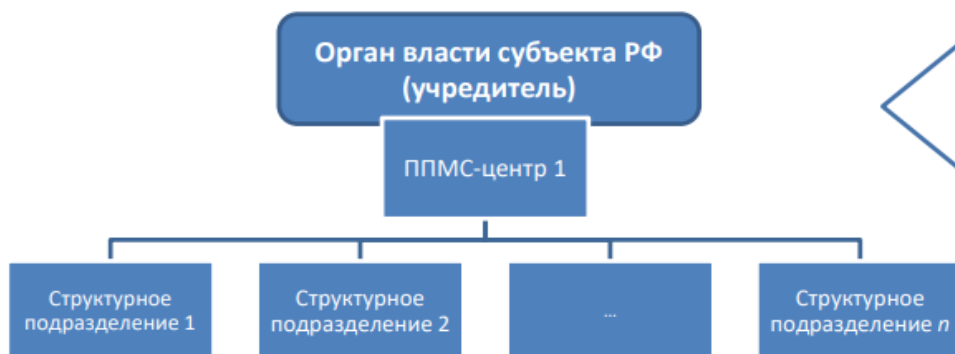 Орган власти субъекта РФ
(учредитель)
ППМС-центр 1
Структурное
подразделение 1
Структурное
подразделение 2
...
Структурное
подразделение n